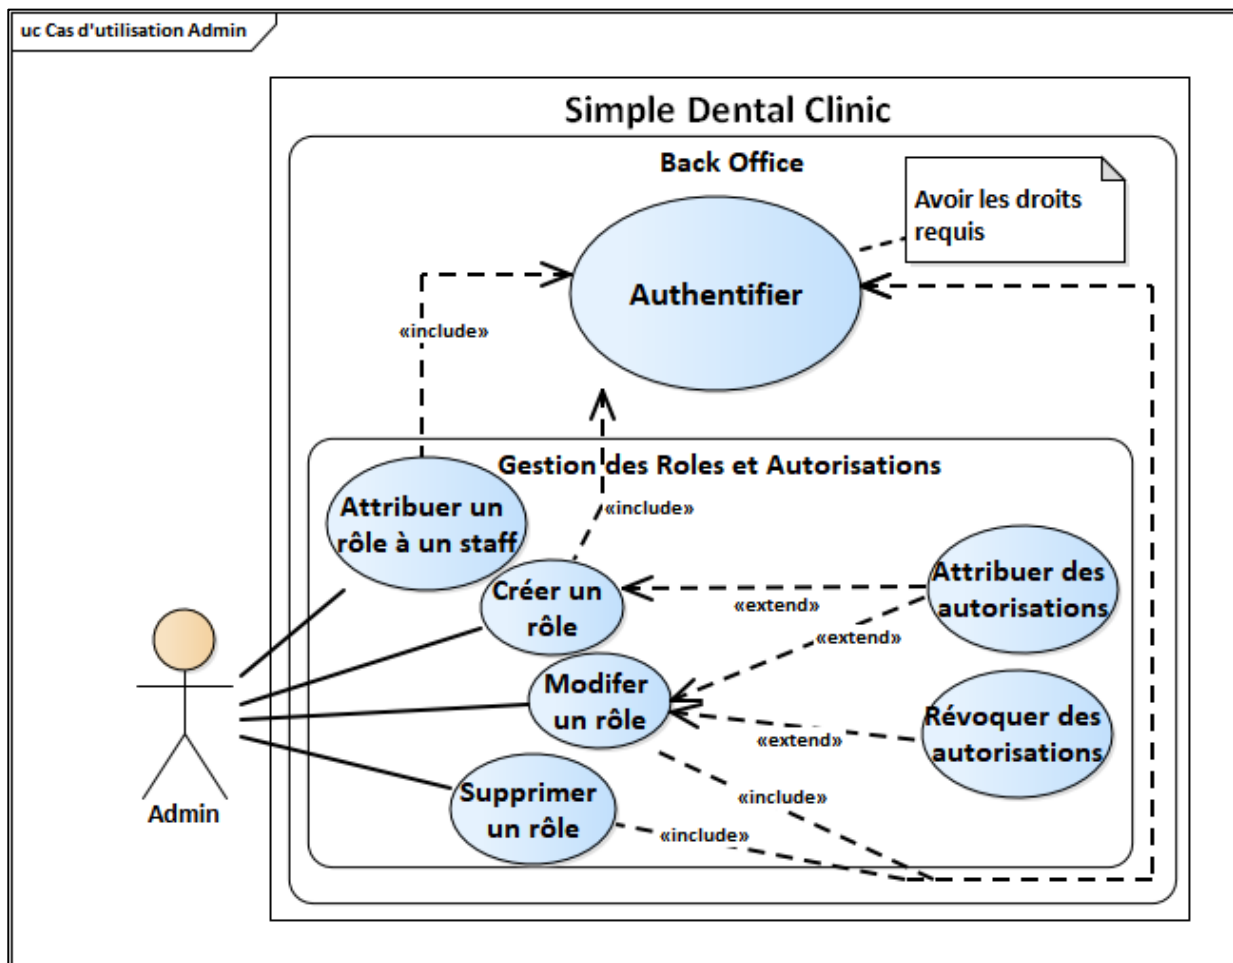 uc Cas d'utilisation Admin
Simple Dental Clinic
Back Office
Avoir les droits
requis
Authentifier
«include»
Gestion des Roles et Autorisations
Attribuer un
rôle à un staff
«include»
Créer un
rôle
Attribuer des
autorisations
«extend»
«extend»
Modifer
un rôle
Révoquer des
autorisations
«extend»
Supprimer
un rôle
«include»
«include»
Admin